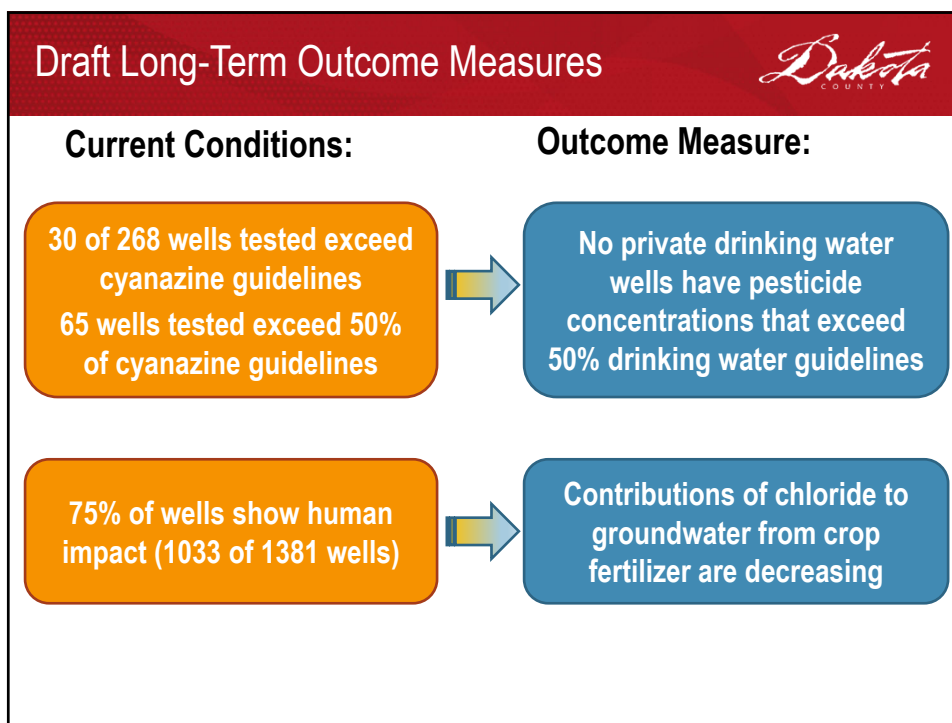 Draft Long-Term Outcome Measures
Dakota
COUNTY
Current Conditions:
Outcome Measure:
30 of 268 wells tested exceed
cyanazine guidelines
65 wells tested exceed 50%
of cyanazine guidelines
No private drinking water
wells have pesticide
concentrations that exceed
50% drinking water guidelines
75% of wells show human
impact (1033 of 1381 wells)
Contributions of chloride to
groundwater from crop
fertilizer are decreasing